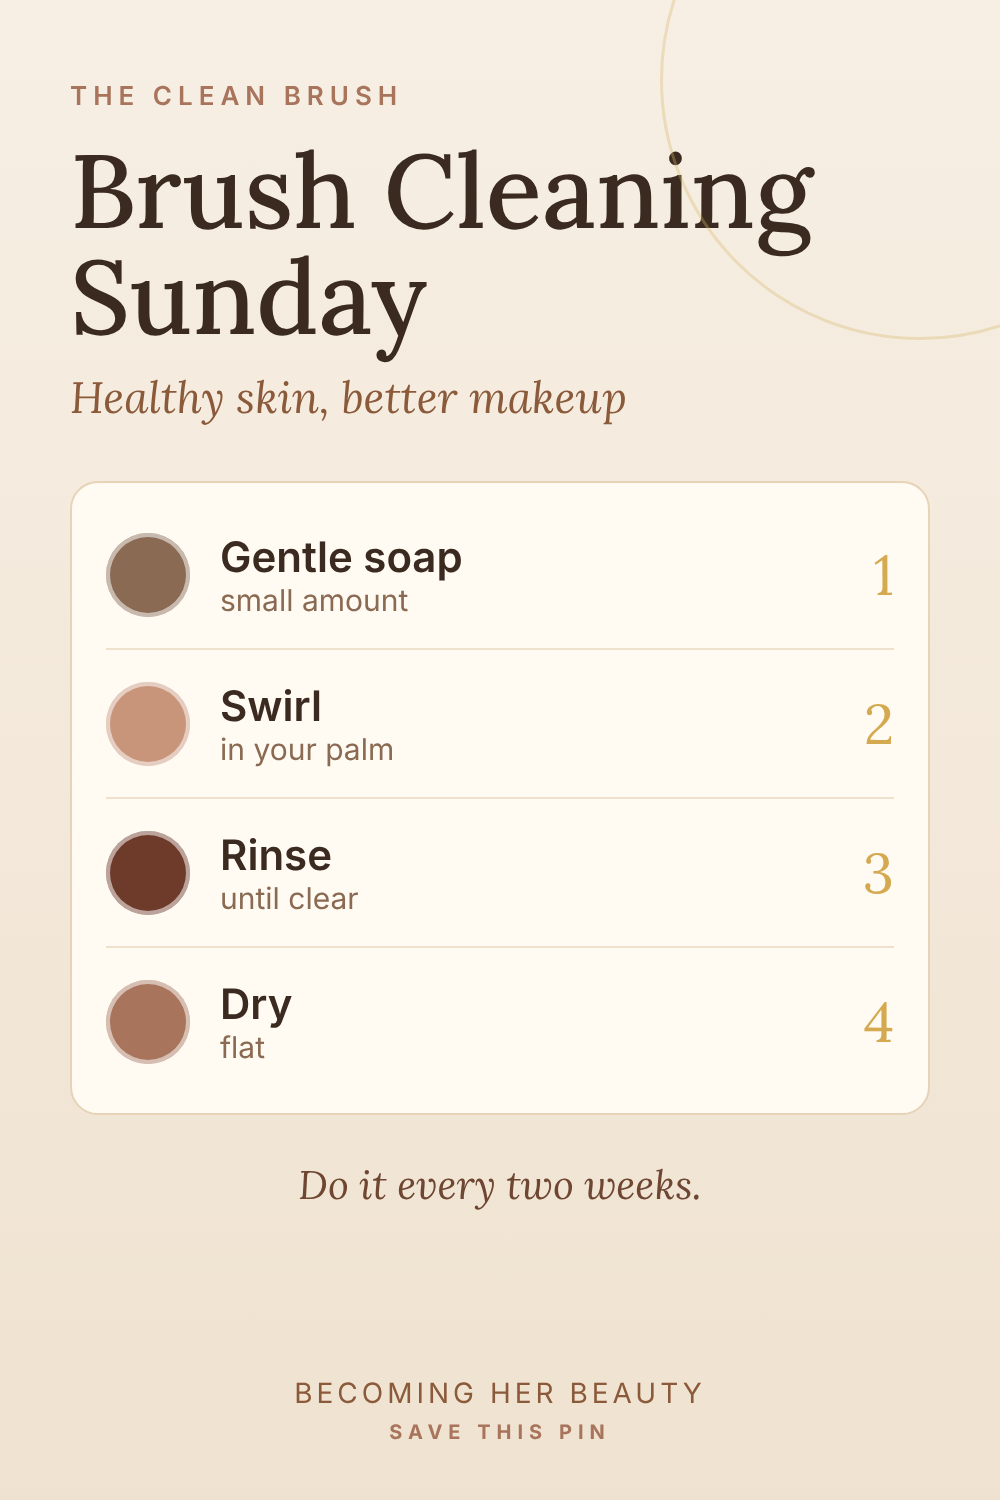 THE CLEAN BRUSH
Brush Cleaning
Sunday
Healthy skin, better makeup
Gentle soap
small amount
1
Swirl
in your palm
2
Rinse
until clear
3
Dry
flat
4
Do it every two weeks.
BECOMING HER BEAUTY
SAVE THIS PIN